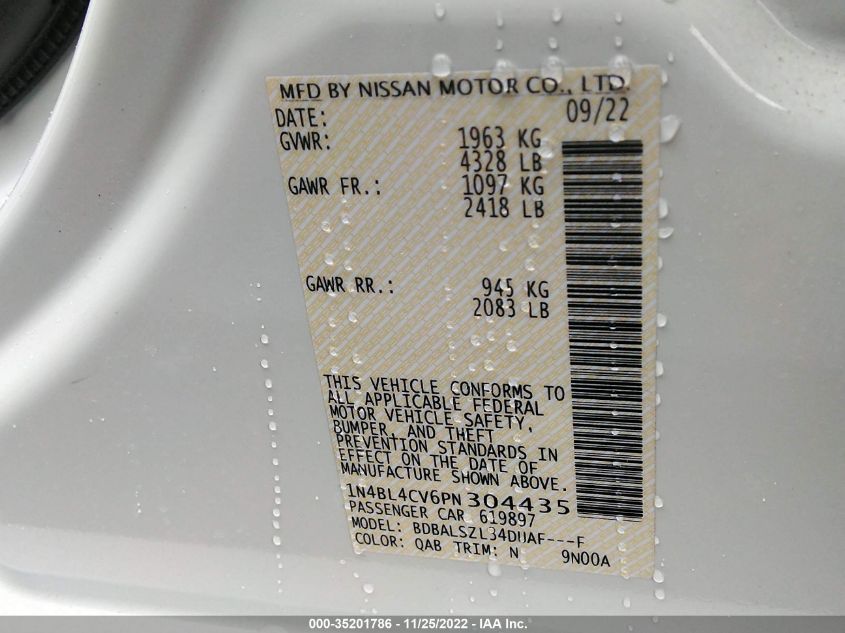 MFD BY NISSAN MOTOR CO., LTD.
DATE: 09/22
GVWR: 1963 KG
4328 LB
GAWR FR.: 1097 KG
2418 LB
GAWR RR.: 945 KG
2083 LB
THIS VEHICLE CONFORMS TO
ALL APPLICABLE FEDERAL
MOTOR VEHICLE SAFETY,
BUMPER, AND THEFT
PREVENTION STANDARDS IN
EFFECT ON THE DATE OF
MANUFACTURE SHOWN ABOVE.
1N4BL4CV6PN304435
PASSENGER CAR 619897
MODEL: BDBALSZL34DUAF---F
COLOR: QAB TRIM: N 9N00A
000-35201786 - 11/25/2022 - IAA Inc.